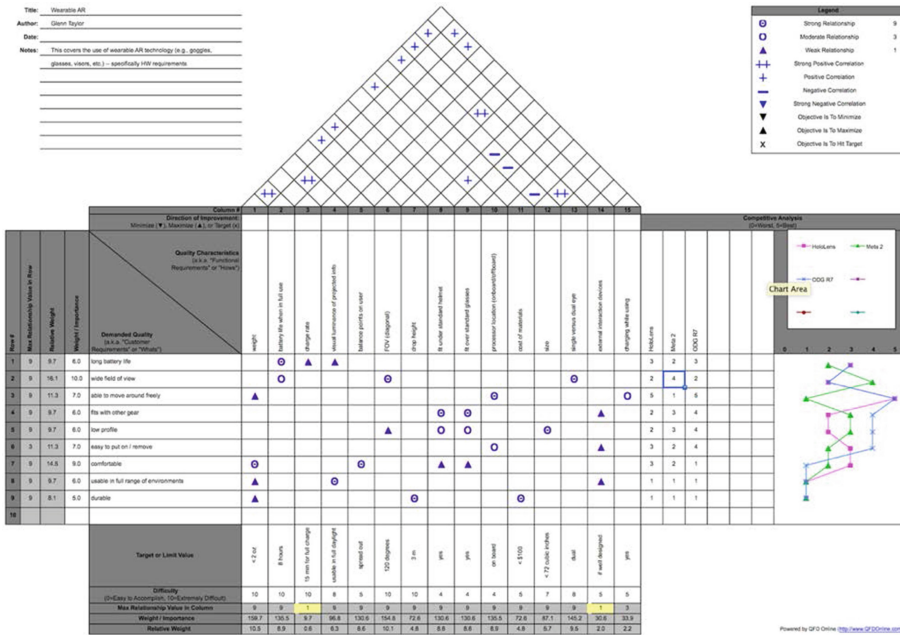 Title: Wearable AR
Author: Glenn Taylor
Date:
Notes: This covers the use of wearable AR technology (e.g., goggles,
glasses, visors, etc.) – specifically HW requirements
Legend
Strong Relationship 9
Moderate Relationship 3
Weak Relationship 1
++ Strong Positive Correlation
+ Positive Correlation
Negative Correlation
Strong Negative Correlation
Objective Is To Minimize
Objective Is To Maximize
X Objective Is To Hit Target
Column # 1 2 3 4 5 6 7 8 9 10 11 12 13 14 15
Direction of Improvement:
Minimize (▼), Maximize (▲), or Target (x)
Competitive Analysis
(0=Worst, 5=Best)
Quality Characteristics
(a.k.a. "Functional
Requirements" or "Hows")
Demanded Quality
(a.k.a. "Customer
Requirements" or "Whats")
Row #
Max Relationship Value in Row
Relative Weight
Weight / Importance
weight
battery life when in full use
charge rate
visual luminance of projected info
balance points on user
FOV (diagonal)
drop height
fit under standard helmet
fit over standard glasses
processor location (onboard/offboard)
cost of materials
size
single versus dual eye
external interaction devices
charging while using
HoloLens
Meta 2
ODG R7
HoloLens Meta 2
ODG R7
Chart Area
0 1 2 3 4 5
1 9 9.7 6.0 long battery life 3 2 3
2 9 16.1 10.0 wide field of view 2 4 2
3 9 11.3 7.0 able to move around freely 5 1 5
4 9 9.7 6.0 fits with other gear 2 3 4
5 9 9.7 6.0 low profile 2 3 4
6 3 11.3 7.0 easy to put on / remove 3 2 4
7 9 14.5 9.0 comfortable 3 2 1
8 9 9.7 6.0 usable in full range of environments 1 1 1
9 9 8.1 5.0 durable 1 1 1
10
Target or Limit Value
< 2 oz
8 hours
15 min for full charge
usable in full daylight
spread out
120 degrees
3 m
yes
yes
on board
< $100
< 72 cubic inches
dual
if well designed
yes
Difficulty
(0=Easy to Accomplish, 10=Extremely Difficult)
10 10 10 8 5 10 10 4 4 4 5 7 8 5 5
Max Relationship Value in Column 9 9 1 9 9 9 9 9 9 9 9 9 9 1 3
Weight / Importance 158.7 135.5 9.7 96.8 130.6 154.8 72.6 130.6 130.6 135.5 72.6 87.1 145.2 30.6 33.9
Relative Weight 10.5 8.9 0.6 6.3 8.6 10.1 4.8 8.6 8.6 8.9 4.8 5.7 9.5 2.0 2.2
Powered by QFD Online (http://www.QFDOnline.com)